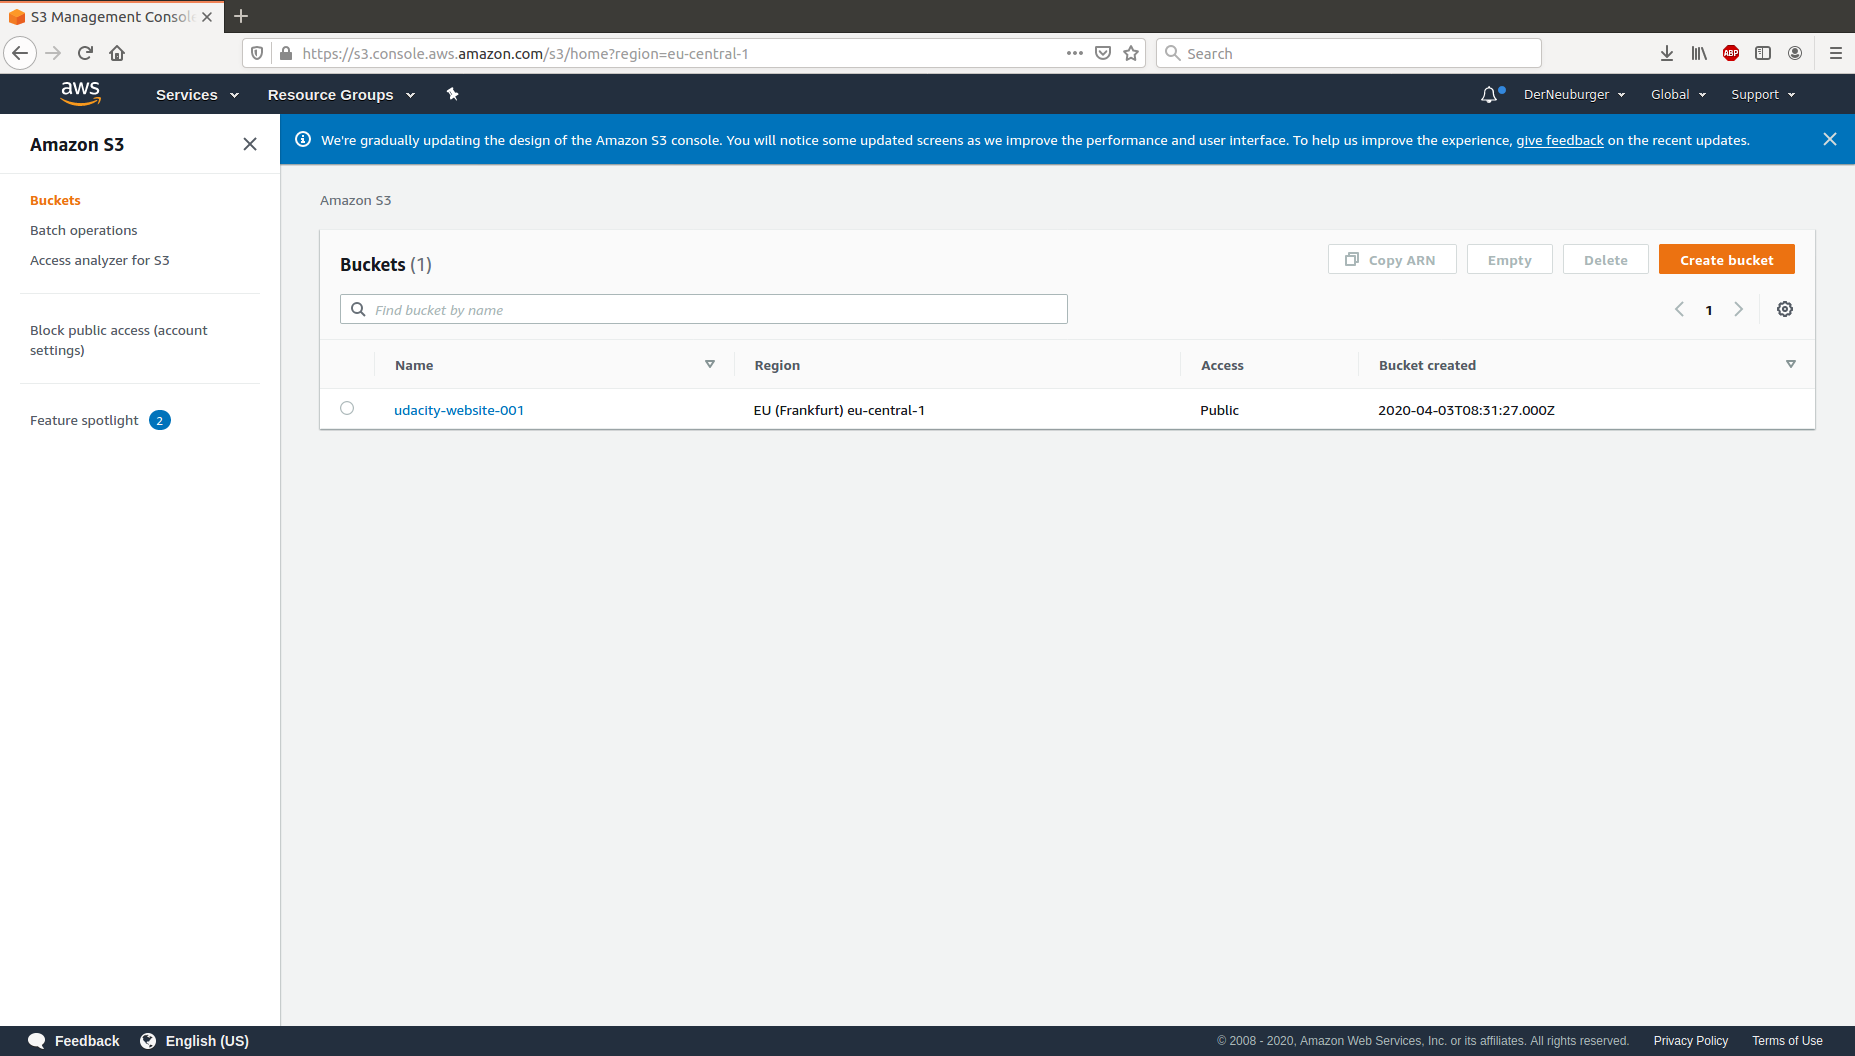 S3 Management Consol
https://s3.console.aws.amazon.com/s3/home?region=eu-central-1
Search
ABP
aws
Services
Resource Groups
DerNeuburger
Global
Support
Amazon S3
Buckets
Batch operations
Access analyzer for S3
Block public access (account
settings)
Feature spotlight 2
We're gradually updating the design of the Amazon S3 console. You will notice some updated screens as we improve the performance and user interface. To help us improve the experience, give feedback on the recent updates.
Amazon S3
Buckets (1)
Copy ARN
Empty
Delete
Create bucket
Find bucket by name
1
Name
Region
Access
Bucket created
udacity-website-001
EU (Frankfurt) eu-central-1
Public
2020-04-03T08:31:27.000Z
Feedback
English (US)
© 2008 - 2020, Amazon Web Services, Inc. or its affiliates. All rights reserved.
Privacy Policy
Terms of Use